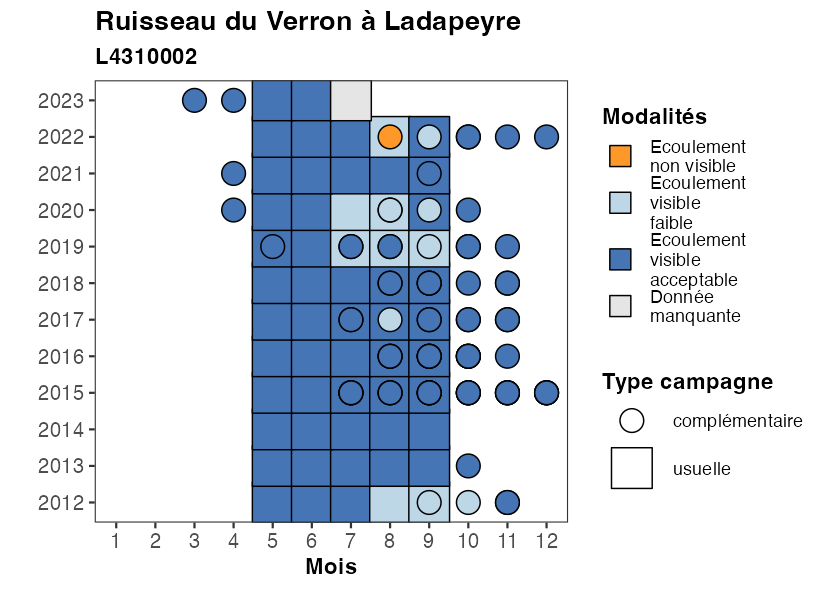 Ruisseau du Verron à Ladapeyre
L4310002
2023
2022
2021
2020
2019
2018
2017
2016
2015
2014
2013
2012
1 2 3 4 5 6 7 8 9 10 11 12
Mois
Modalités
Ecoulement
non visible
Ecoulement
visible
faible
Ecoulement
visible
acceptable
Donnée
manquante
Type campagne
complémentaire
usuelle